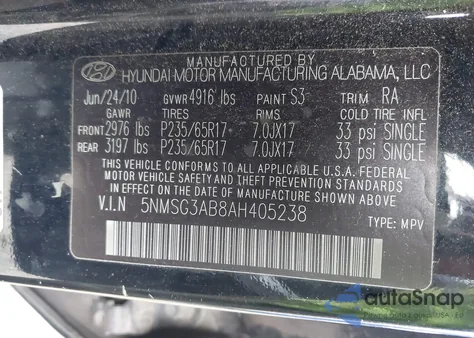 MANUFACTURED BY
HYUNDAI MOTOR MANUFACTURING ALABAMA, LLC
Jun/24/10 GVWR 4916 lbs PAINT S3 TRIM RA
GAWR TIRES RIMS COLD TIRE INFL
FRONT 2976 lbs P235/65R17 7.0JX17 33 psi SINGLE
REAR 3197 lbs P235/65R17 7.0JX17 33 psi SINGLE
THIS VEHICLE CONFORMS TO ALL APPLICABLE U.S.A. FEDERAL
MOTOR VEHICLE SAFETY AND THEFT PREVENTION STANDARDS
IN EFFECT ON THE DATE OF MANUFACTURE SHOWN ABOVE
V.I.N 5NMSG3AB8AH405238
TYPE: MPV
autoSnap